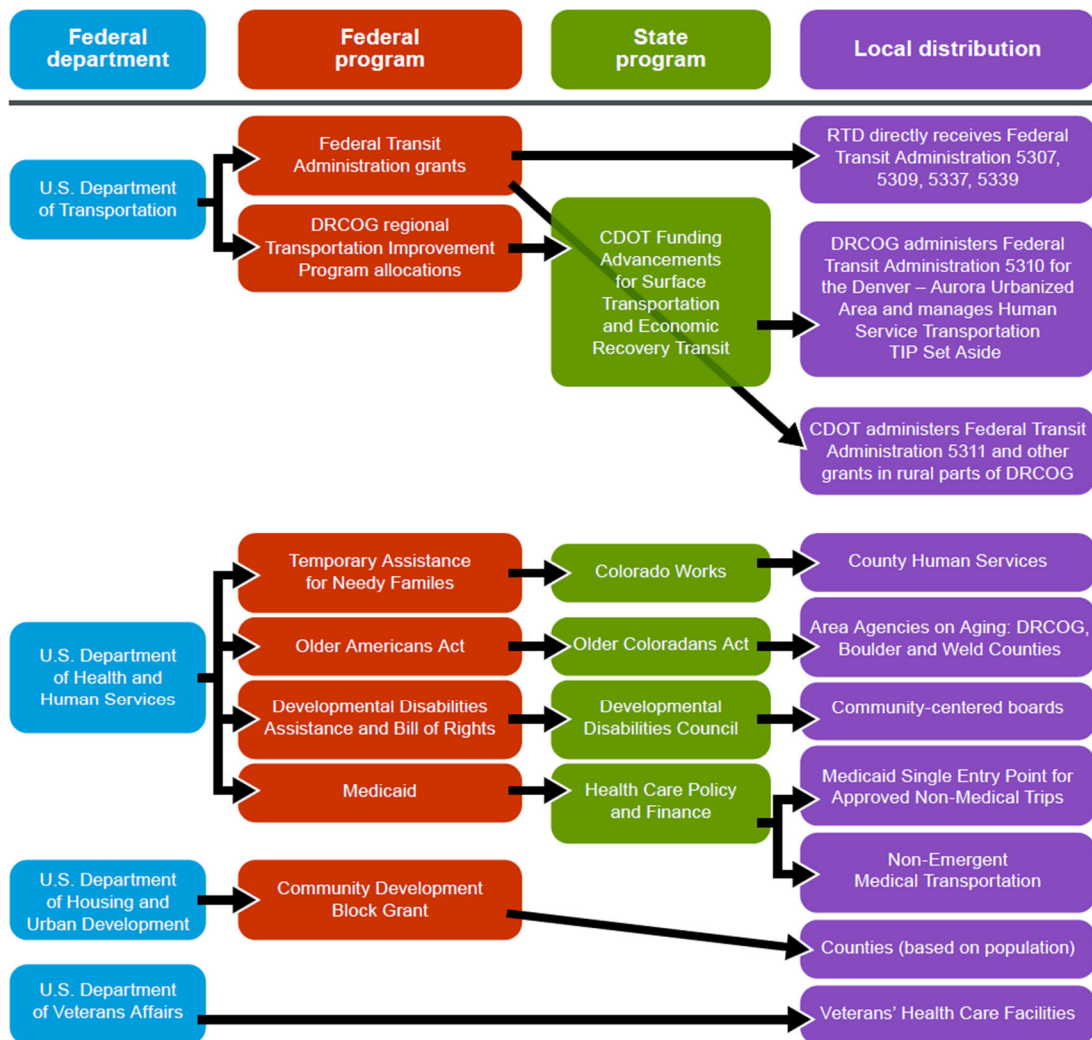 Federal
department
Federal
program
State
program
Local distribution
U.S. Department
of Transportation
Federal Transit
Administration grants
RTD directly receives Federal
Transit Administration 5307,
5309, 5337, 5339
DRCOG regional
Transportation Improvement
Program allocations
CDOT Funding
Advancements
for Surface
Transportation
and Economic
Recovery Transit
DRCOG administers Federal
Transit Administration 5310 for
the Denver – Aurora Urbanized
Area and manages Human
Service Transportation
TIP Set Aside
CDOT administers Federal Transit
Administration 5311 and other
grants in rural parts of DRCOG
U.S. Department
of Health and
Human Services
Temporary Assistance
for Needy Familes
Colorado Works
County Human Services
Older Americans Act
Older Coloradans Act
Area Agencies on Aging: DRCOG,
Boulder and Weld Counties
Developmental Disabilities
Assistance and Bill of Rights
Developmental
Disabilities Council
Community-centered boards
Medicaid
Health Care Policy
and Finance
Medicaid Single Entry Point for
Approved Non-Medical Trips
Non-Emergent
Medical Transportation
U.S. Department
of Housing and
Urban Development
Community Development
Block Grant
Counties (based on population)
U.S. Department
of Veterans Affairs
Veterans' Health Care Facilities